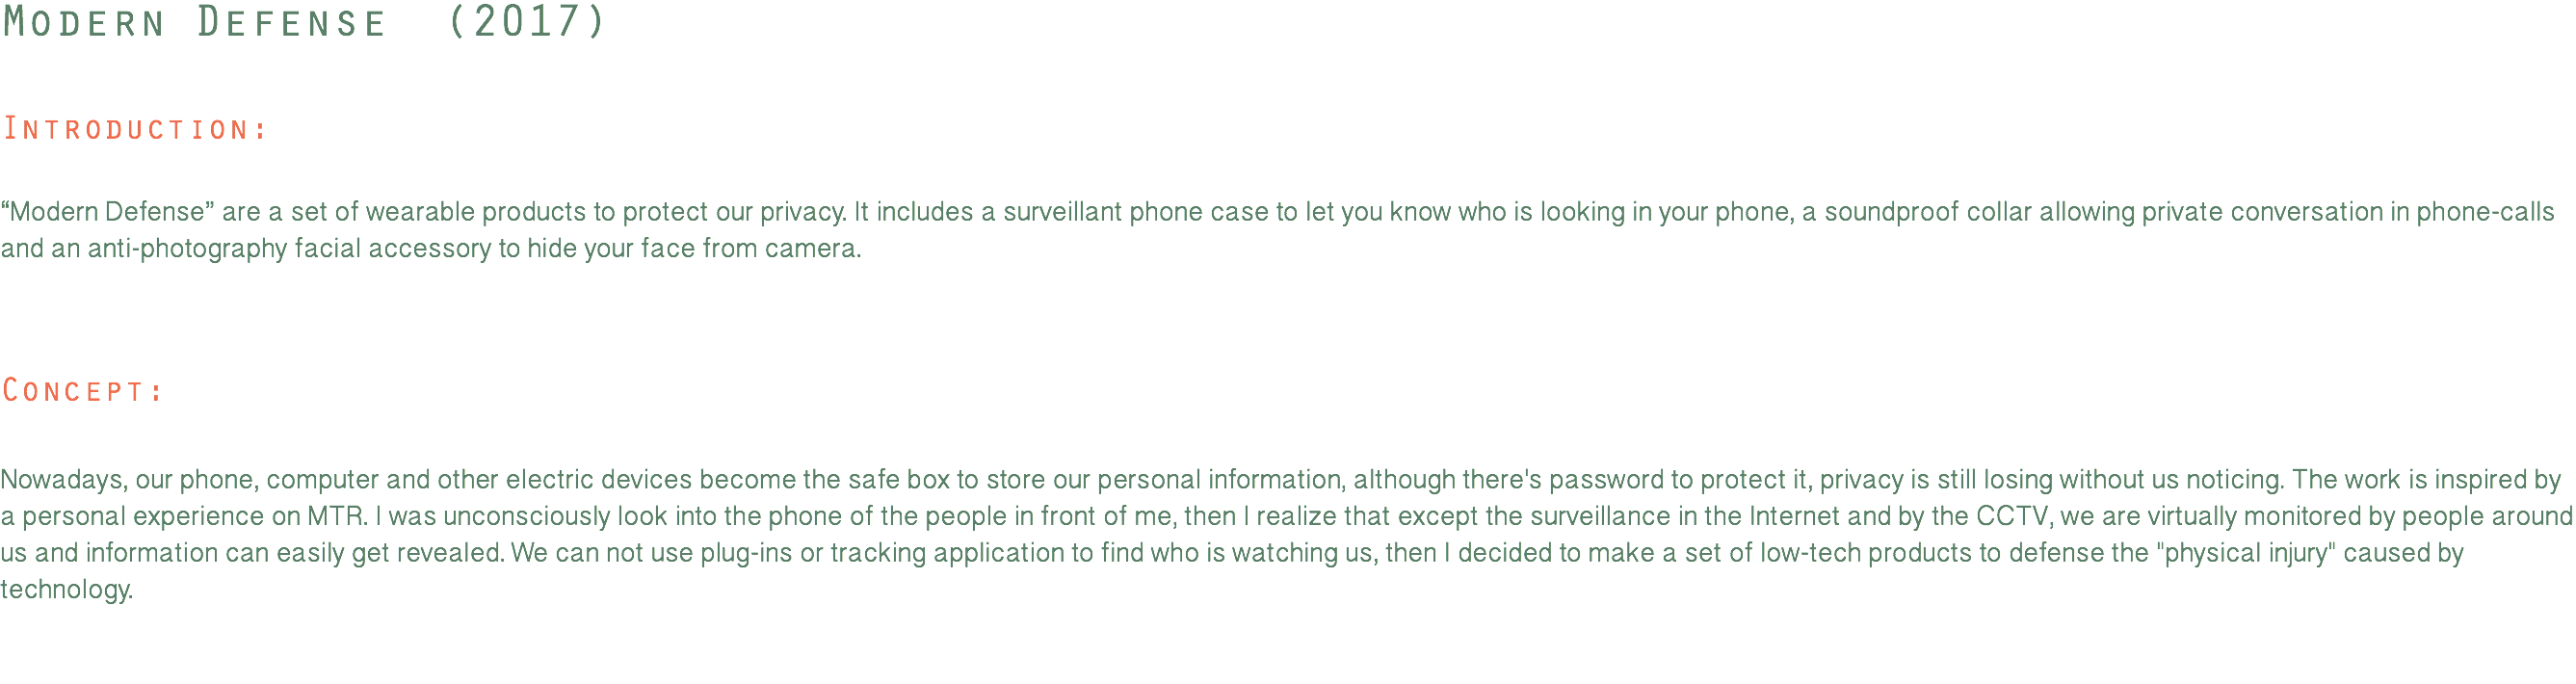 Modern Defense (2017)
Introduction:
“Modern Defense” are a set of wearable products to protect our privacy. It includes a surveillant phone case to let you know who is looking in your phone, a soundproof collar allowing private conversation in phone-calls
and an anti-photography facial accessory to hide your face from camera.
Concept:
Nowadays, our phone, computer and other electric devices become the safe box to store our personal information, although there's password to protect it, privacy is still losing without us noticing. The work is inspired by
a personal experience on MTR. I was unconsciously look into the phone of the people in front of me, then I realize that except the surveillance in the Internet and by the CCTV, we are virtually monitored by people around
us and information can easily get revealed. We can not use plug-ins or tracking application to find who is watching us, then I decided to make a set of low-tech products to defense the "physical injury" caused by
technology.